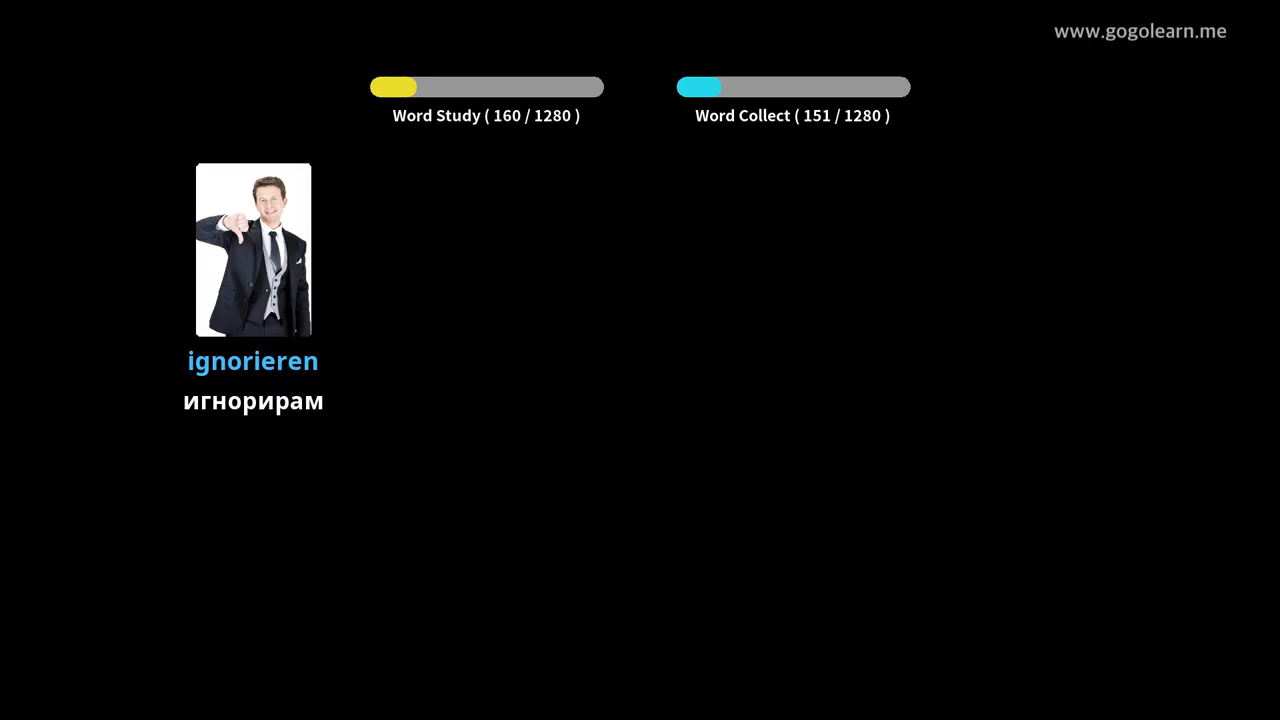 www.gogolearn.me
Word Study ( 160 / 1280 )
Word Collect ( 151 / 1280 )
ignorieren
игнорирам